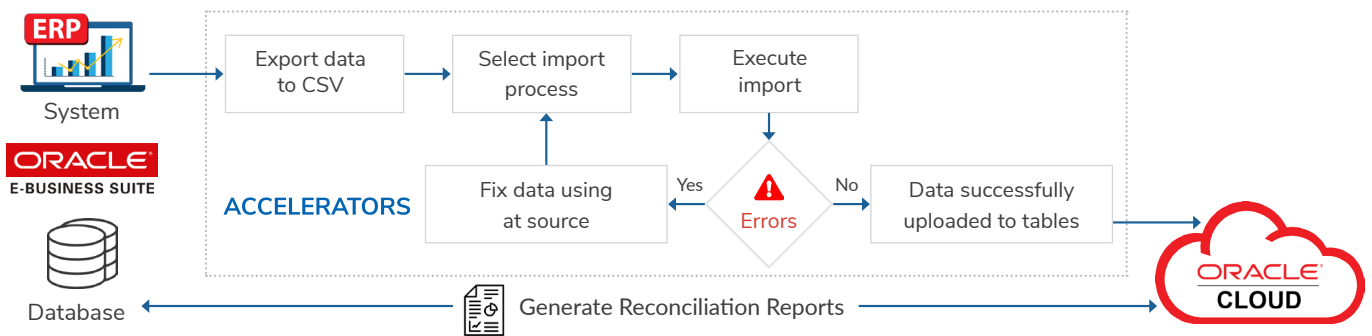 ERP
System
ORACLE
E-BUSINESS SUITE
Database
Export data
to CSV
Select import
process
Execute
import
ACCELERATORS
Fix data using
at source
Yes
Errors
No
Data successfully
uploaded to tables
ORACLE
CLOUD
Generate Reconciliation Reports